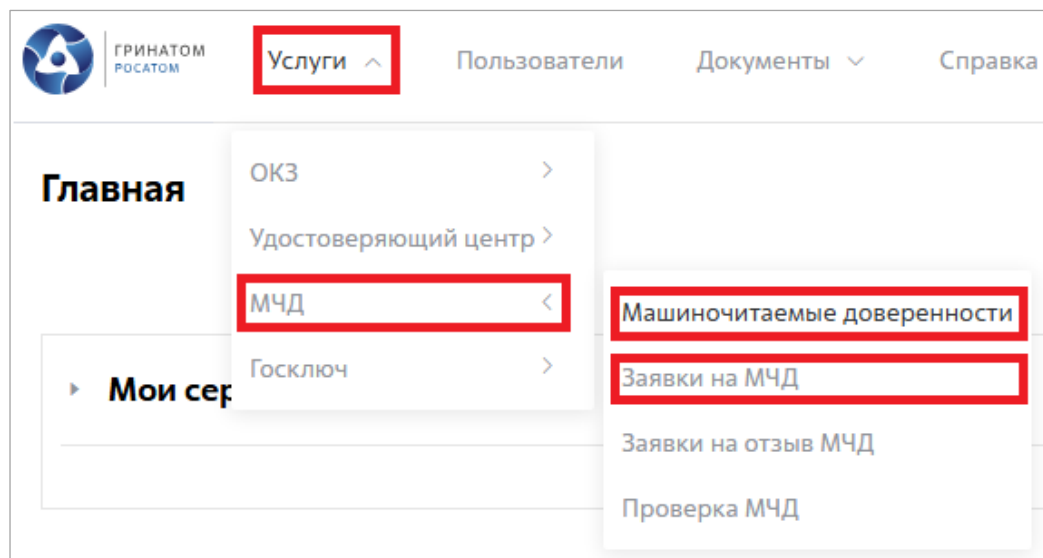 ГРИНАТОМ
РОСАТОМ
Услуги Пользователи Документы Справка
Главная
ОКЗ
Удостоверяющий центр
МЧД
Госключ
Машиночитаемые доверенности
Заявки на МЧД
Заявки на отзыв МЧД
Проверка МЧД
Мои сер